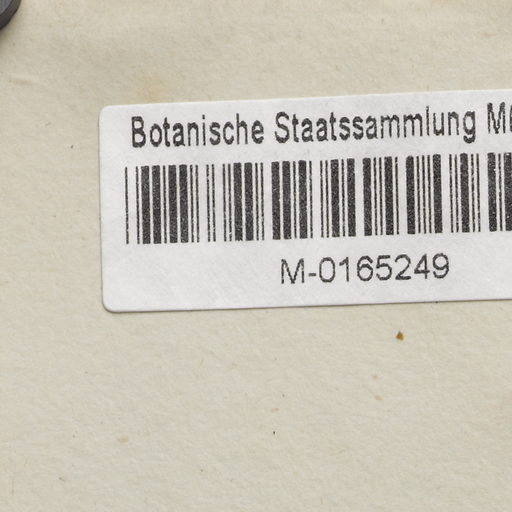 Botanische Staatssammlung
M-0165249